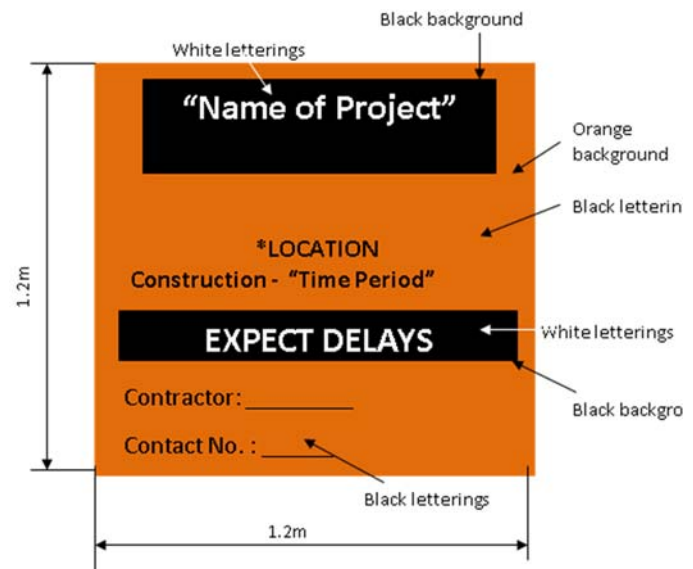 Black background
White letterings
“Name of Project”
Orange
background
Black letterin
*LOCATION
Construction - “Time Period”
1.2m
EXPECT DELAYS
White letterings
Black backgro
Contractor: __________
Contact No. : _______
Black letterings
1.2m